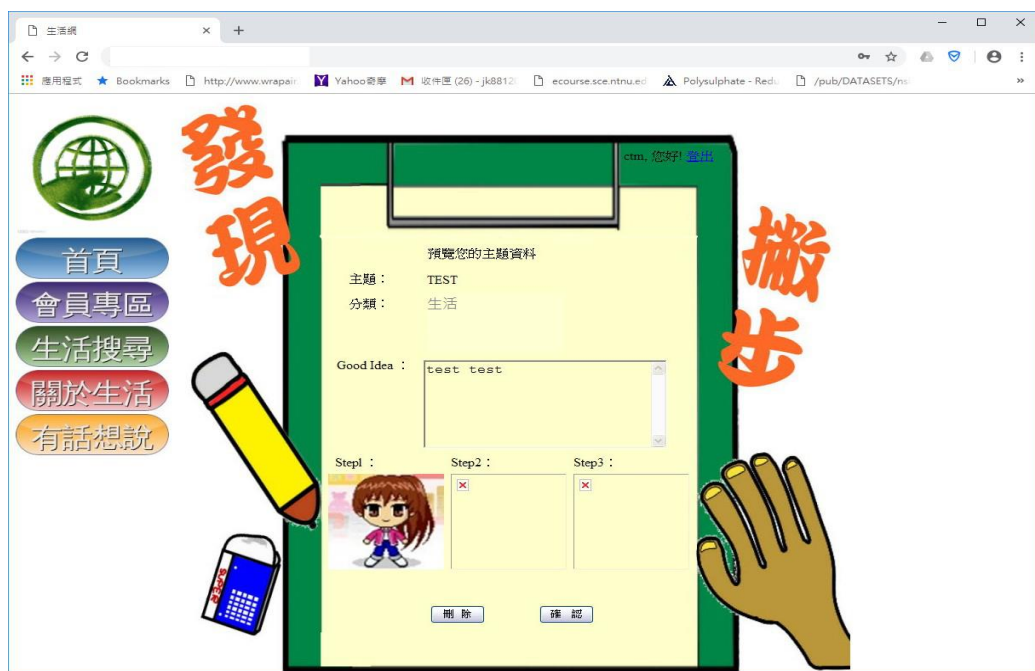 生活網
應用程式 Bookmarks http://www.wrapair Yahoo奇摩 收件匣 (26) - jk8812 ecourse.sce.ntnu.ed Polysulphate - Redu /pub/DATASETS/ns
發現
撇步
ctm, 您好! 登出
首頁
會員專區
生活搜尋
關於生活
有話想說
預覽您的主題資料
主題： TEST
分類： 生活
Good Idea ： test test
Step1 ： Step2： Step3：
SUPER
刪 除 確 認